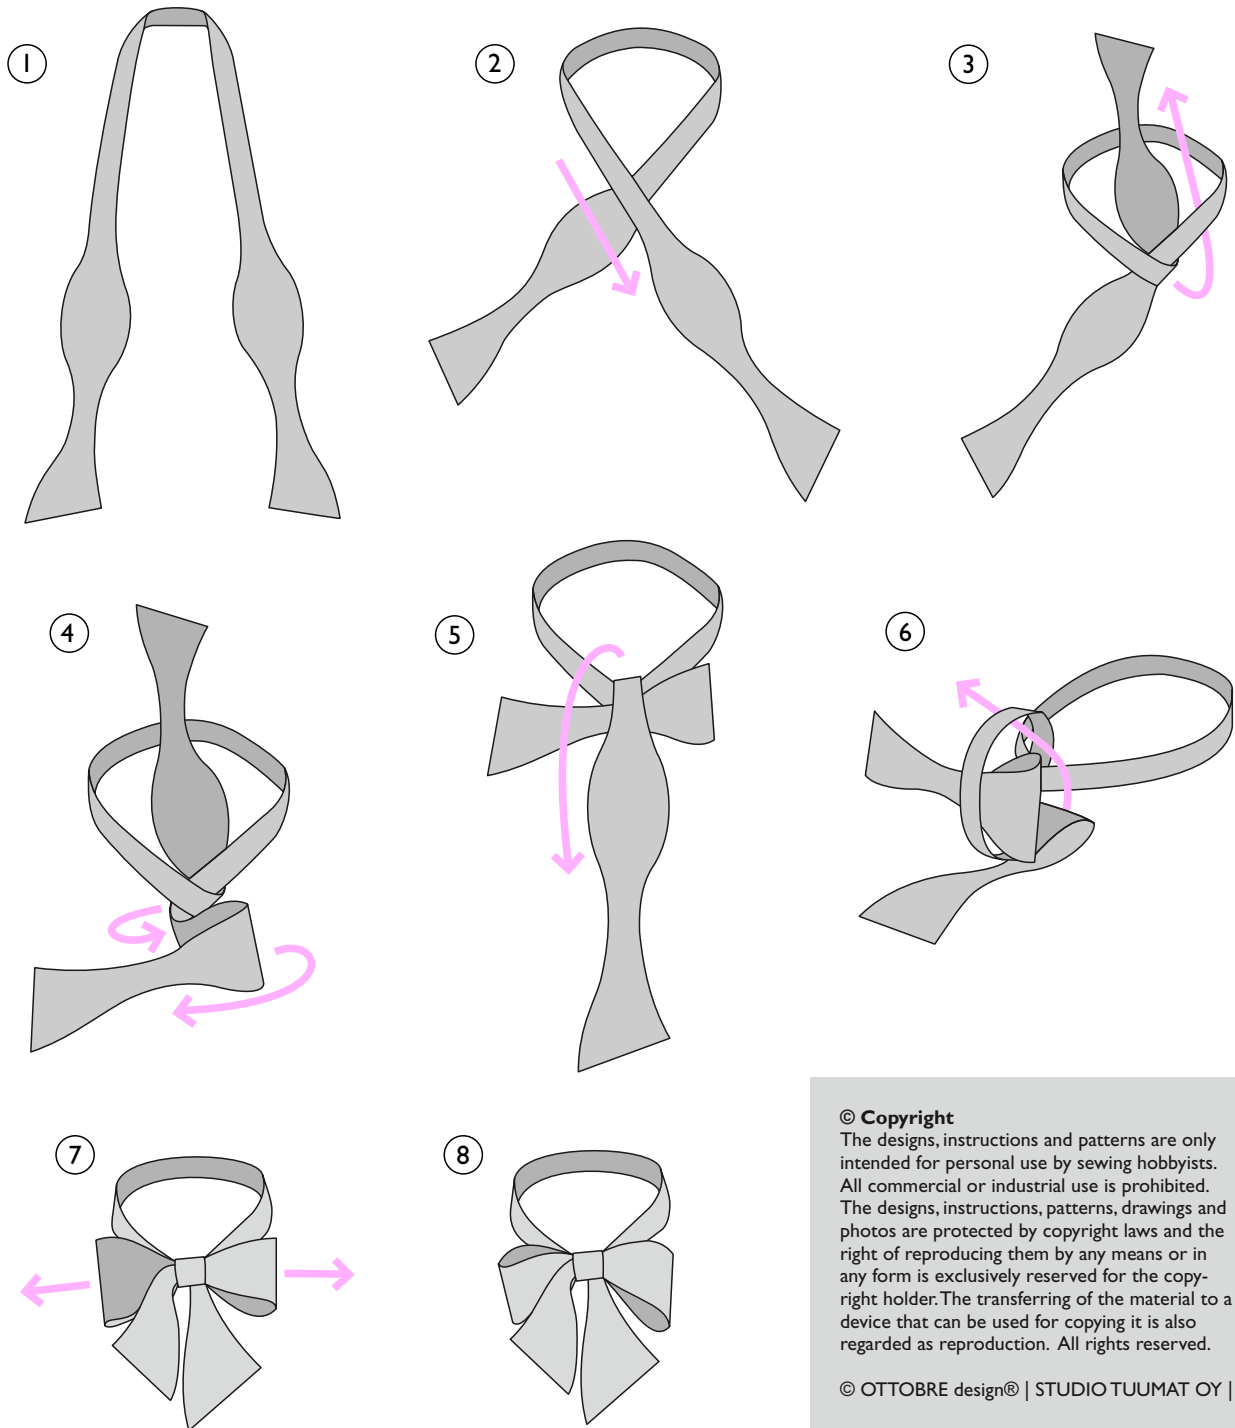 1
2
3
4
5
6
7
8
© Copyright
The designs, instructions and patterns are only
intended for personal use by sewing hobbyists.
All commercial or industrial use is prohibited.
The designs, instructions, patterns, drawings and
photos are protected by copyright laws and the
right of reproducing them by any means or in
any form is exclusively reserved for the copy-
right holder. The transferring of the material to a
device that can be used for copying it is also
regarded as reproduction. All rights reserved.
© OTTOBRE design® | STUDIO TUUMAT OY |